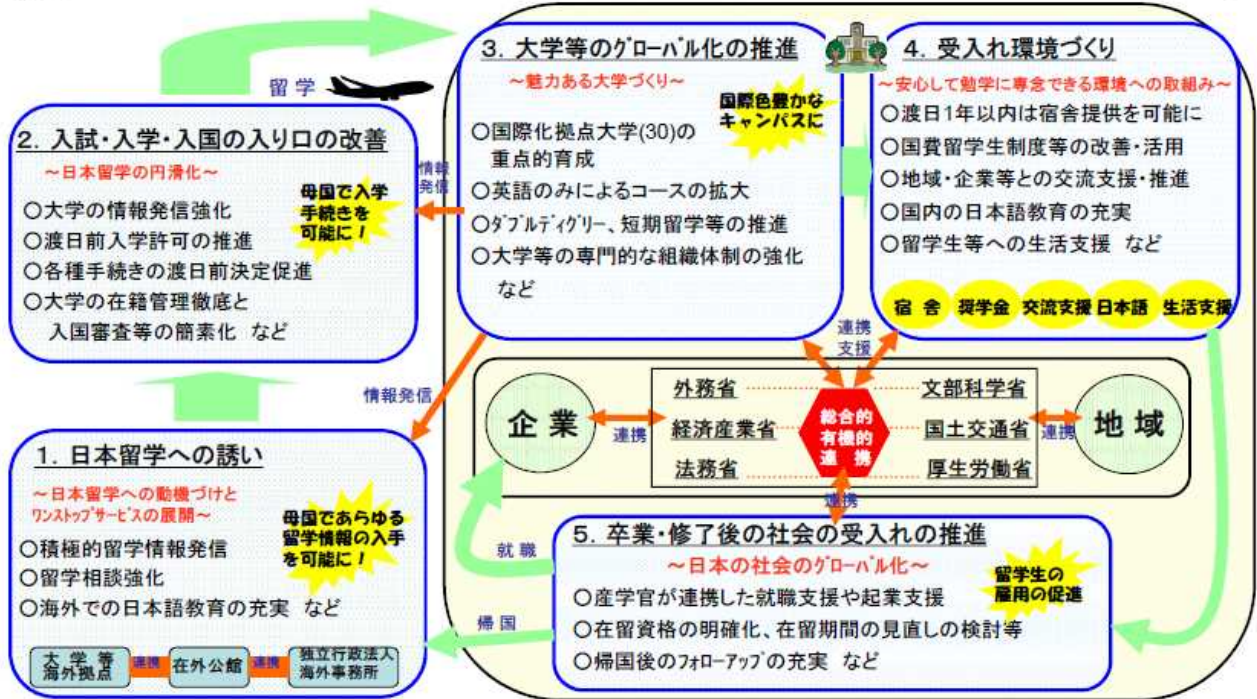 留学
2．入試・入学・入国の入り口の改善
～日本留学の円滑化～
母国で入学
手続きを
可能に！
○大学の情報発信強化
○渡日前入学許可の推進
○各種手続きの渡日前決定促進
○大学の在籍管理徹底と
入国審査等の簡素化 など
情報
発信
3．大学等のグローバル化の推進
～魅力ある大学づくり～
国際色豊かな
キャンパスに
○国際化拠点大学(30)の
重点的育成
○英語のみによるコースの拡大
○ダブルディグリー、短期留学等の推進
○大学等の専門的な組織体制の強化
など
4．受入れ環境づくり
～安心して勉学に専念できる環境への取組み～
○渡日1年以内は宿舎提供を可能に
○国費留学生制度等の改善・活用
○地域・企業等との交流支援・推進
○国内の日本語教育の充実
○留学生等への生活支援 など
宿舎 奨学金 交流支援 日本語 生活支援
情報発信
連携
支援
企業
連携
外務省
経済産業省
法務省
総合的
有機的
連携
文部科学省
国土交通省
厚生労働省
連携
地域
連携
1．日本留学への誘い
～日本留学への動機づけと
ワンストップサービスの展開～
母国であらゆる
留学情報の入手
を可能に！
○積極的留学情報発信
○留学相談強化
○海外での日本語教育の充実 など
大学等
海外拠点
連携
在外公館
連携
独立行政法人
海外事務所
就職
帰国
5．卒業・修了後の社会の受入れの推進
～日本の社会のグローバル化～
留学生の
雇用の促進
○産学官が連携した就職支援や起業支援
○在留資格の明確化、在留期間の見直しの検討等
○帰国後のフォローアップの充実 など